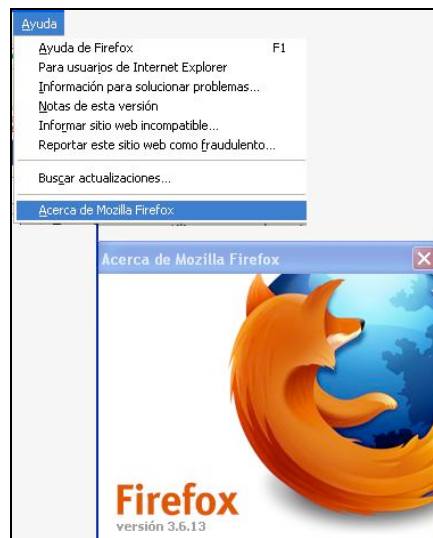 Ayuda
Ayuda de Firefox F1
Para usuarios de Internet Explorer
Información para solucionar problemas...
Notas de esta versión
Informar sitio web incompatible...
Reportar este sitio web como fraudulento...
Buscar actualizaciones...
Acerca de Mozilla Firefox
Acerca de Mozilla Firefox
Firefox
versión 3.6.13